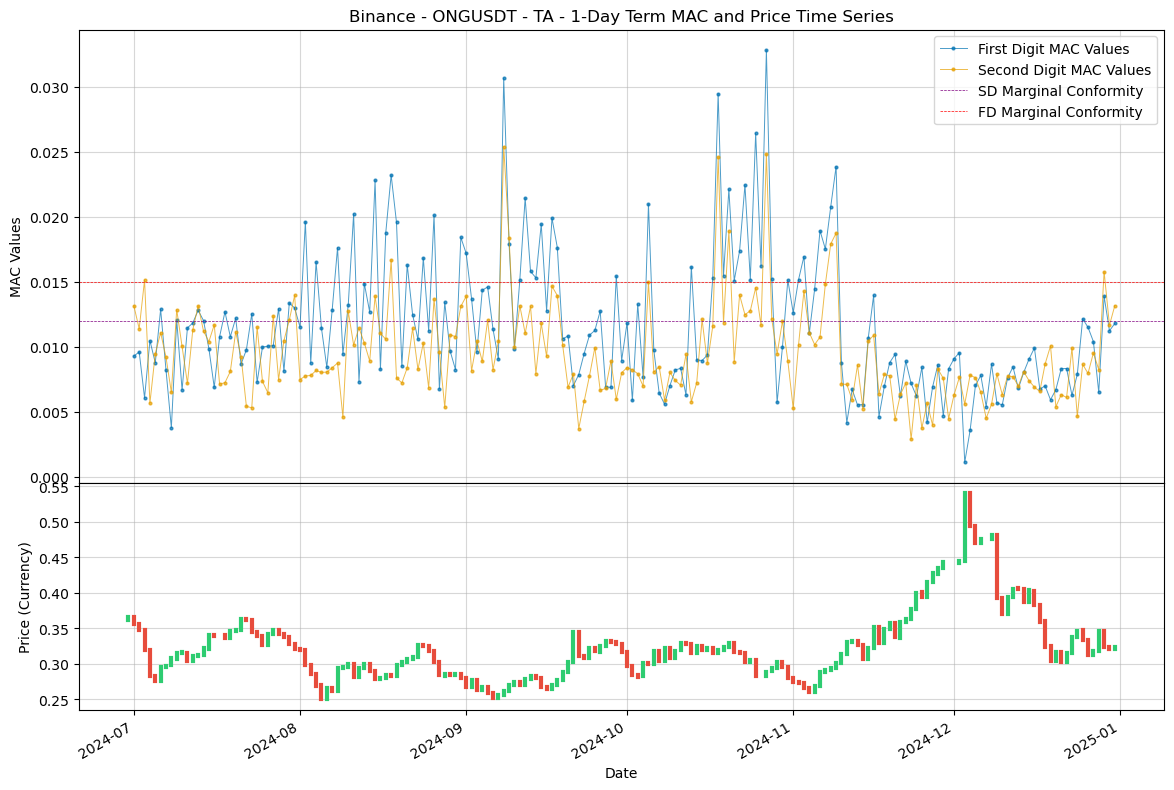 Binance - ONGUSDT - TA - 1-Day Term MAC and Price Time Series
First Digit MAC Values
Second Digit MAC Values
SD Marginal Conformity
FD Marginal Conformity
MAC Values
0.030
0.025
0.020
0.015
0.010
0.005
0.000
Price (Currency)
0.55
0.50
0.45
0.40
0.35
0.30
0.25
2024-07
2024-08
2024-09
2024-10
2024-11
2024-12
2025-01
Date